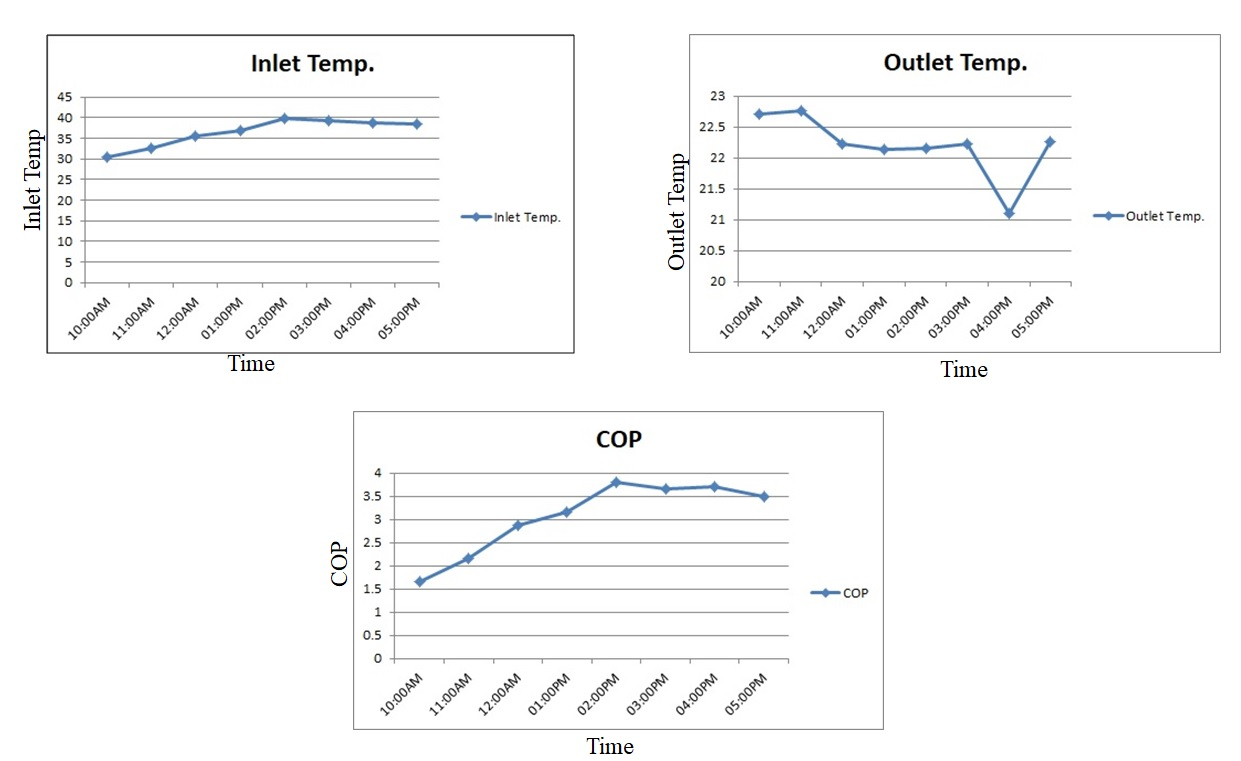 Inlet Temp.
45
40
35
30
25
20
15
10
5
0
Inlet Temp
10:00AM
11:00AM
12:00AM
01:00PM
02:00PM
03:00PM
04:00PM
05:00PM
Inlet Temp.
Time
Outlet Temp.
23
22.5
22
21.5
21
20.5
20
Outlet Temp
10:00AM
11:00AM
12:00AM
01:00PM
02:00PM
03:00PM
04:00PM
05:00PM
Outlet Temp.
Time
COP
4
3.5
3
2.5
2
1.5
1
0.5
0
COP
10:00AM
11:00AM
12:00AM
01:00PM
02:00PM
03:00PM
04:00PM
05:00PM
COP
Time